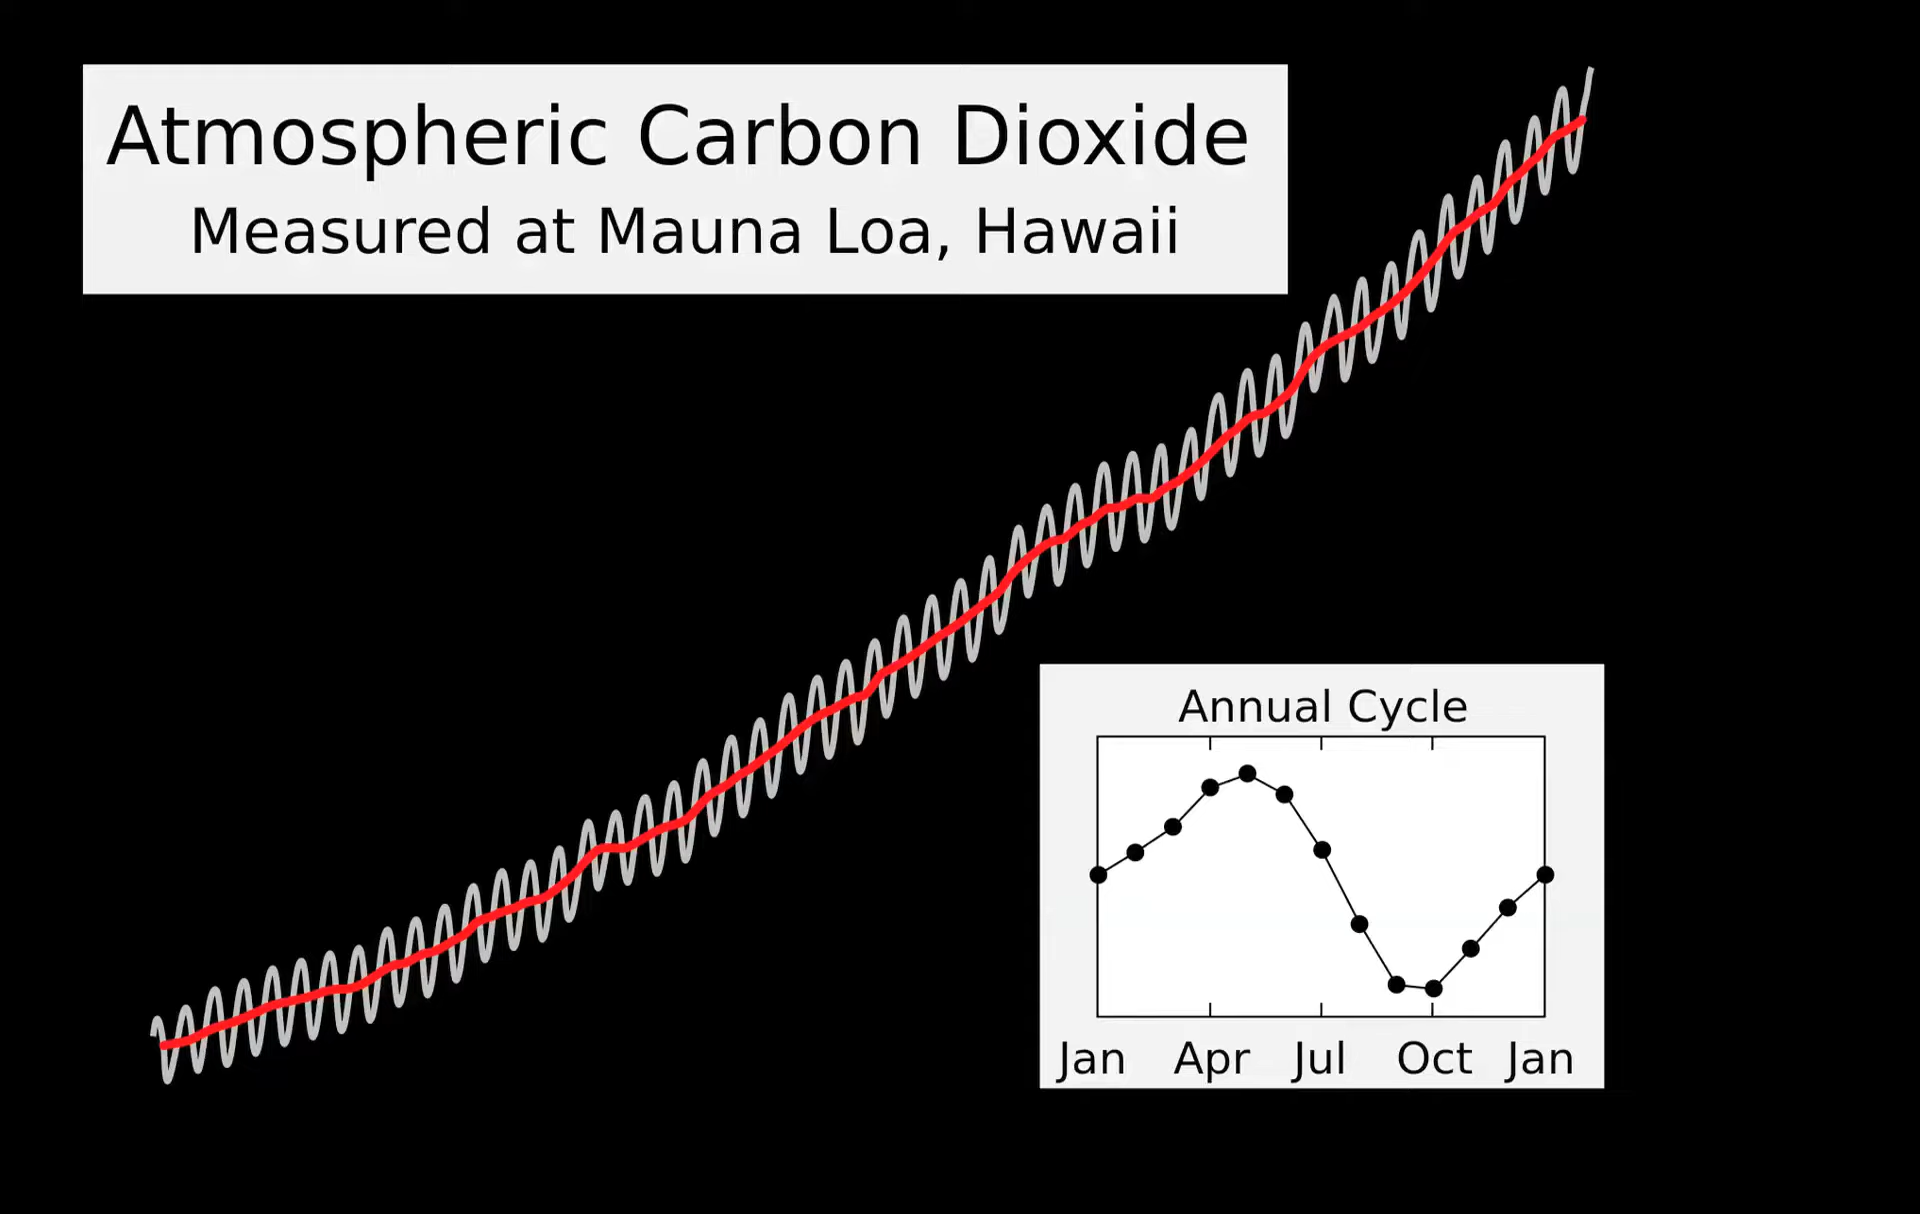 Atmospheric Carbon Dioxide
Measured at Mauna Loa, Hawaii
Annual Cycle
Jan Apr Jul Oct Jan